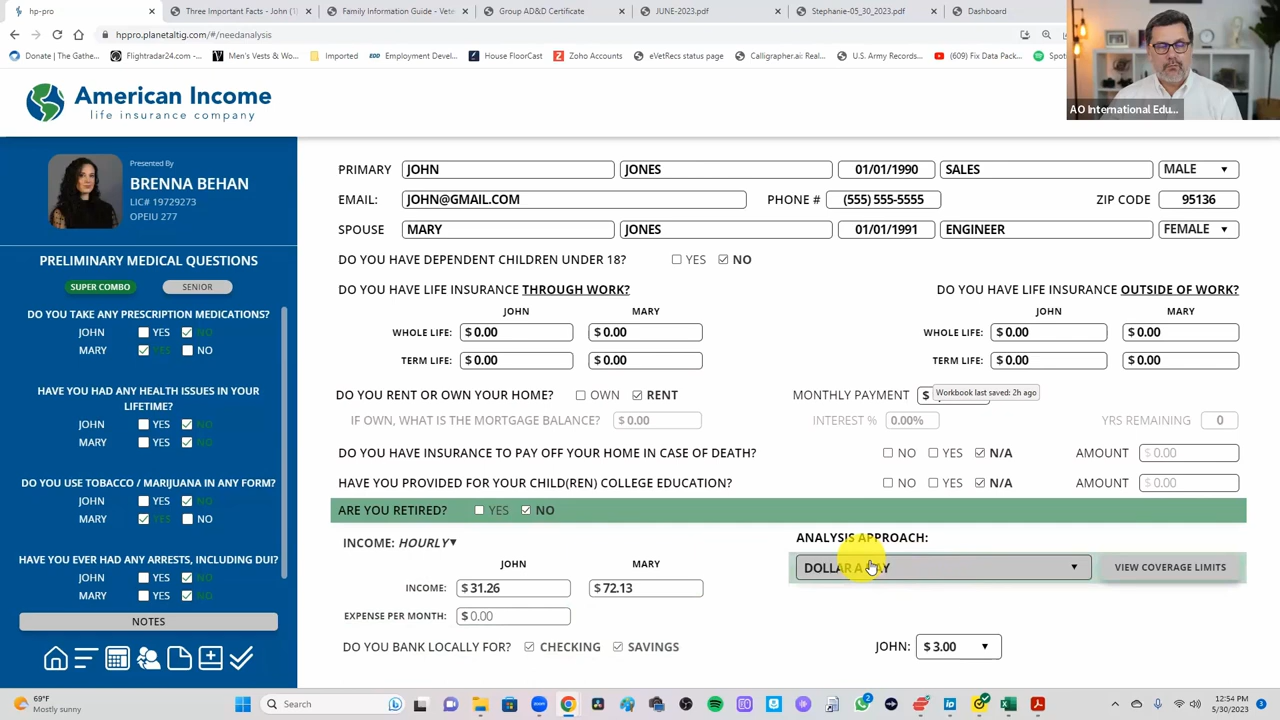 hp-pro
Three Important Facts - John (1)
Family Information Guide - Vete
Group AD&D Certificate
JUNE-2023.pdf
Stephanie-05_30_2023.pdf
Dashboard
hppro.planetaltig.com/#/needanalysis
Donate | The Gathe...
Flightradar24.com -...
Men's Vests & Wo...
Imported
EDD Employment Devel...
House FloorCast
Zoho Accounts
eVetRecs status page
Calligrapher.ai: Real...
U.S. Army Records...
(609) Fix Data Pack...
Spot
AO International Edu...
American Income
life insurance company
Presented By
BRENNA BEHAN
LIC# 19729273
OPEIU 277
PRELIMINARY MEDICAL QUESTIONS
SUPER COMBO SENIOR
DO YOU TAKE ANY PRESCRIPTION MEDICATIONS?
JOHN YES NO
MARY YES NO
HAVE YOU HAD ANY HEALTH ISSUES IN YOUR
LIFETIME?
JOHN YES NO
MARY YES NO
DO YOU USE TOBACCO / MARIJUANA IN ANY FORM?
JOHN YES NO
MARY YES NO
HAVE YOU EVER HAD ANY ARRESTS, INCLUDING DUI?
JOHN YES NO
MARY YES NO
NOTES
PRIMARY JOHN JONES 01/01/1990 SALES MALE
EMAIL: JOHN@GMAIL.COM PHONE # (555) 555-5555 ZIP CODE 95136
SPOUSE MARY JONES 01/01/1991 ENGINEER FEMALE
DO YOU HAVE DEPENDENT CHILDREN UNDER 18? YES NO
DO YOU HAVE LIFE INSURANCE THROUGH WORK? DO YOU HAVE LIFE INSURANCE OUTSIDE OF WORK?
JOHN MARY JOHN MARY
WHOLE LIFE: $ 0.00 $ 0.00 WHOLE LIFE: $ 0.00 $ 0.00
TERM LIFE: $ 0.00 $ 0.00 TERM LIFE: $ 0.00 $ 0.00
DO YOU RENT OR OWN YOUR HOME? OWN RENT MONTHLY PAYMENT $
Workbook last saved: 2h ago
IF OWN, WHAT IS THE MORTGAGE BALANCE? $ 0.00 INTEREST % 0.00% YRS REMAINING 0
DO YOU HAVE INSURANCE TO PAY OFF YOUR HOME IN CASE OF DEATH? NO YES N/A AMOUNT $ 0.00
HAVE YOU PROVIDED FOR YOUR CHILD(REN) COLLEGE EDUCATION? NO YES N/A AMOUNT $ 0.00
ARE YOU RETIRED? YES NO
INCOME: HOURLY ANALYSIS APPROACH:
JOHN MARY DOLLAR A DAY VIEW COVERAGE LIMITS
INCOME: $ 31.26 $ 72.13
EXPENSE PER MONTH: $ 0.00
DO YOU BANK LOCALLY FOR? CHECKING SAVINGS JOHN: $ 3.00
69°F
Mostly sunny
Search
2
12:54 PM
5/30/2023
3